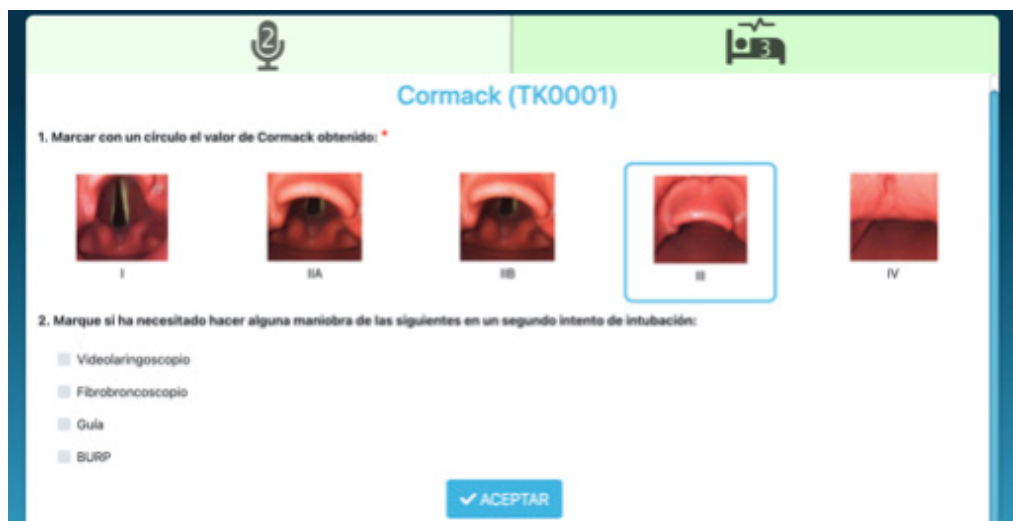 2
3
Cormack (TK0001)
1. Marcar con un círculo el valor de Cormack obtenido: *
I
IIA
IIB
III
IV
2. Marque si ha necesitado hacer alguna maniobra de las siguientes en un segundo intento de intubación:
Videolaringoscopio
Fibrobroncoscopio
Guía
BURP
ACEPTAR